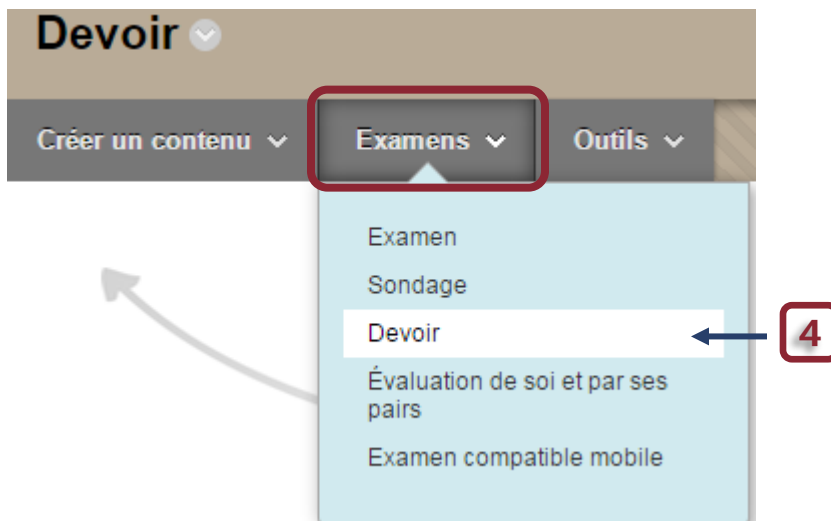 Devoir
Créer un contenu Examens Outils
Examen
Sondage
Devoir
4
Évaluation de soi et par ses
pairs
Examen compatible mobile